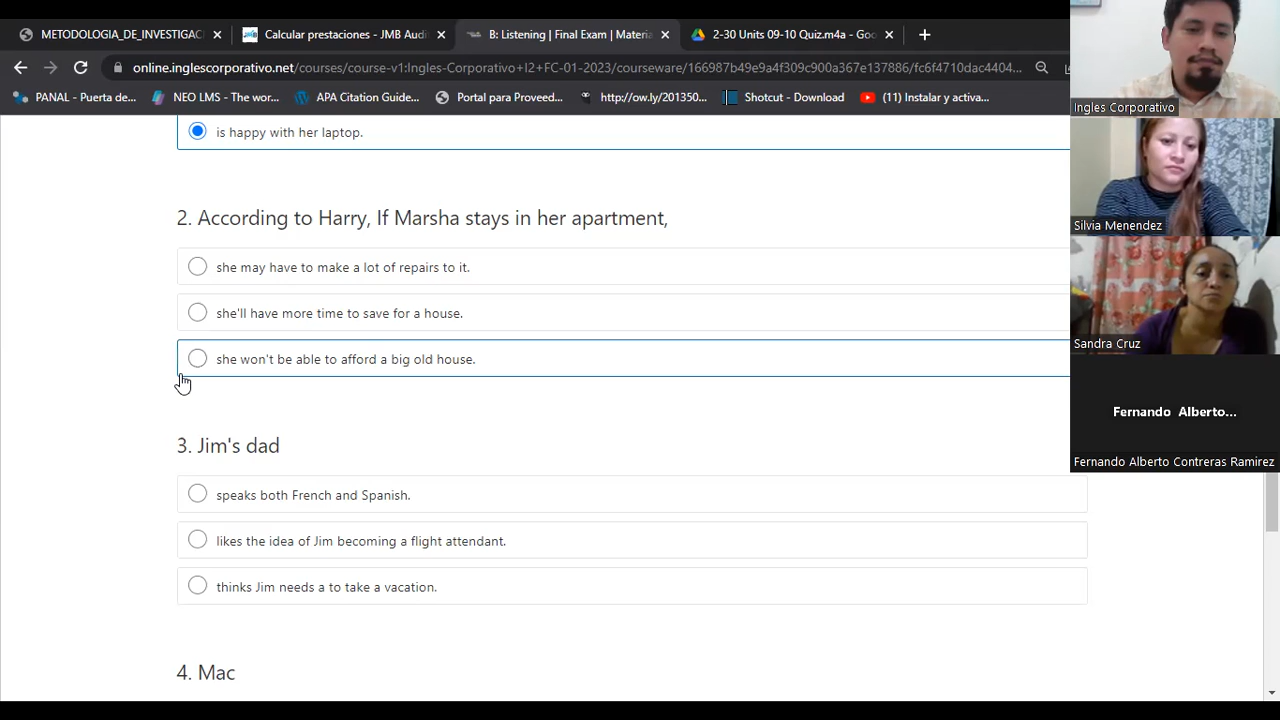 METODOLOGIA_DE_INVESTIGAC
Calcular prestaciones - JMB Audi
B: Listening | Final Exam | Materia
2-30 Units 09-10 Quiz.m4a - Goo
online.inglescorporativo.net/courses/course-v1:Ingles-Corporativo+I2+FC-01-2023/courseware/166987b49e9a4f309c900a367e137886/fc6f4710dac4404...
PANAL - Puerta de...
NEO LMS - The wor...
APA Citation Guide...
Portal para Proveed...
http://ow.ly/201350...
Shotcut - Download
(11) Instalar y activa...
is happy with her laptop.
2. According to Harry, If Marsha stays in her apartment,
she may have to make a lot of repairs to it.
she'll have more time to save for a house.
she won't be able to afford a big old house.
3. Jim's dad
speaks both French and Spanish.
likes the idea of Jim becoming a flight attendant.
thinks Jim needs a to take a vacation.
4. Mac
Ingles Corporativo
Silvia Menendez
Sandra Cruz
Fernando Alberto...
Fernando Alberto Contreras Ramirez